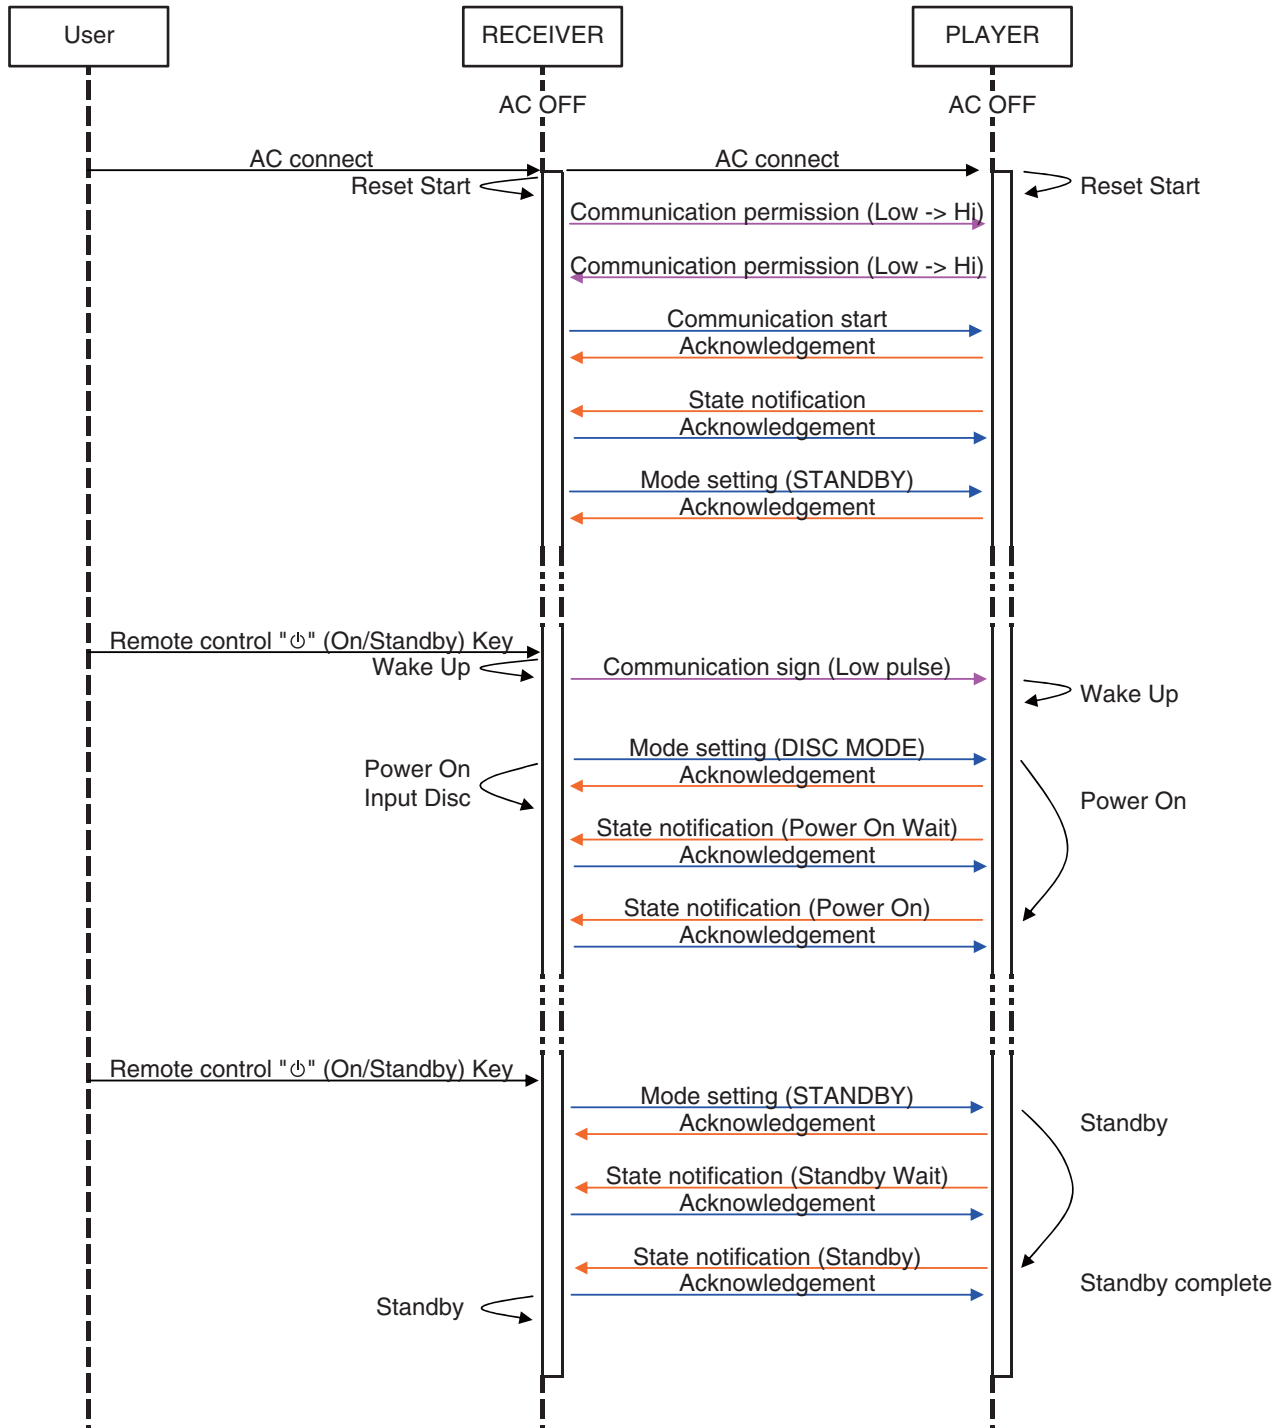 User
RECEIVER
PLAYER
AC OFF
AC OFF
AC connect
AC connect
Reset Start
Reset Start
Communication permission (Low -> Hi)
Communication permission (Low -> Hi)
Communication start
Acknowledgement
State notification
Acknowledgement
Mode setting (STANDBY)
Acknowledgement
Remote control "⏻" (On/Standby) Key
Wake Up
Communication sign (Low pulse)
Wake Up
Mode setting (DISC MODE)
Acknowledgement
Power On
Input Disc
Power On
State notification (Power On Wait)
Acknowledgement
State notification (Power On)
Acknowledgement
Remote control "⏻" (On/Standby) Key
Mode setting (STANDBY)
Acknowledgement
Standby
State notification (Standby Wait)
Acknowledgement
State notification (Standby)
Acknowledgement
Standby complete
Standby